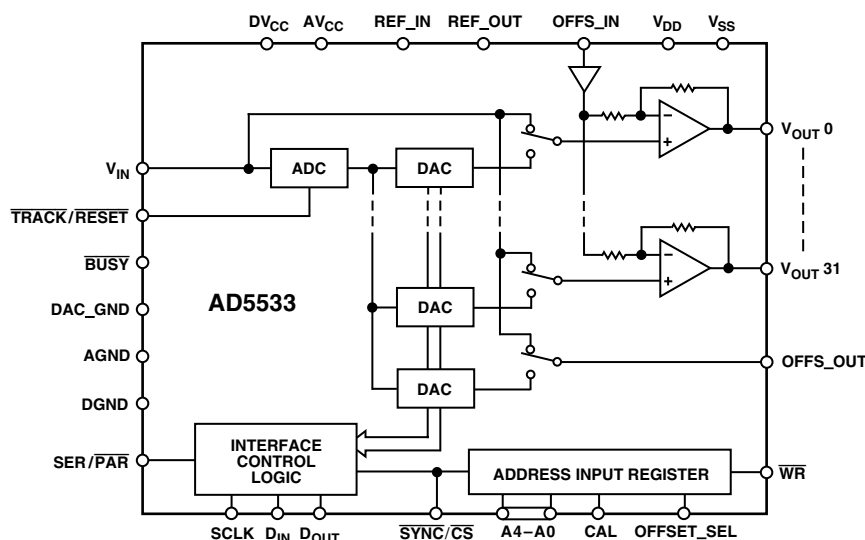 DVCC AVCC REF_IN REF_OUT OFFS_IN VDD VSS
VOUT 0
VIN
ADC
DAC
TRACK/RESET
BUSY
VOUT 31
DAC_GND
AD5533
DAC
AGND
OFFS_OUT
DAC
DGND
SER/PAR
INTERFACE
CONTROL
LOGIC
ADDRESS INPUT REGISTER
WR
SCLK DIN DOUT SYNC/CS A4–A0 CAL OFFSET_SEL